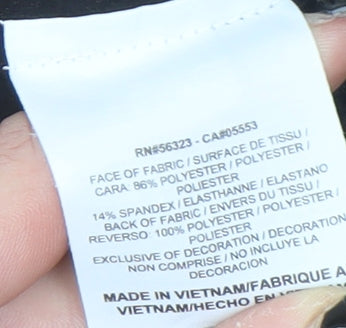 RN#56323 - CA#05553
FACE OF FABRIC / SURFACE DE TISSU /
CARA: 86% POLYESTER / POLYESTER /
POLIESTER
14% SPANDEX / ELASTHANNE / ELASTANO
BACK OF FABRIC / ENVERS DU TISSU /
REVERSO: 100% POLYESTER / POLYESTER /
POLIESTER
EXCLUSIVE OF DECORATION / DECORATION
NON COMPRISE / NO INCLUYE LA
DECORACION
MADE IN VIETNAM/FABRIQUE A
VIETNAM/HECHO EN